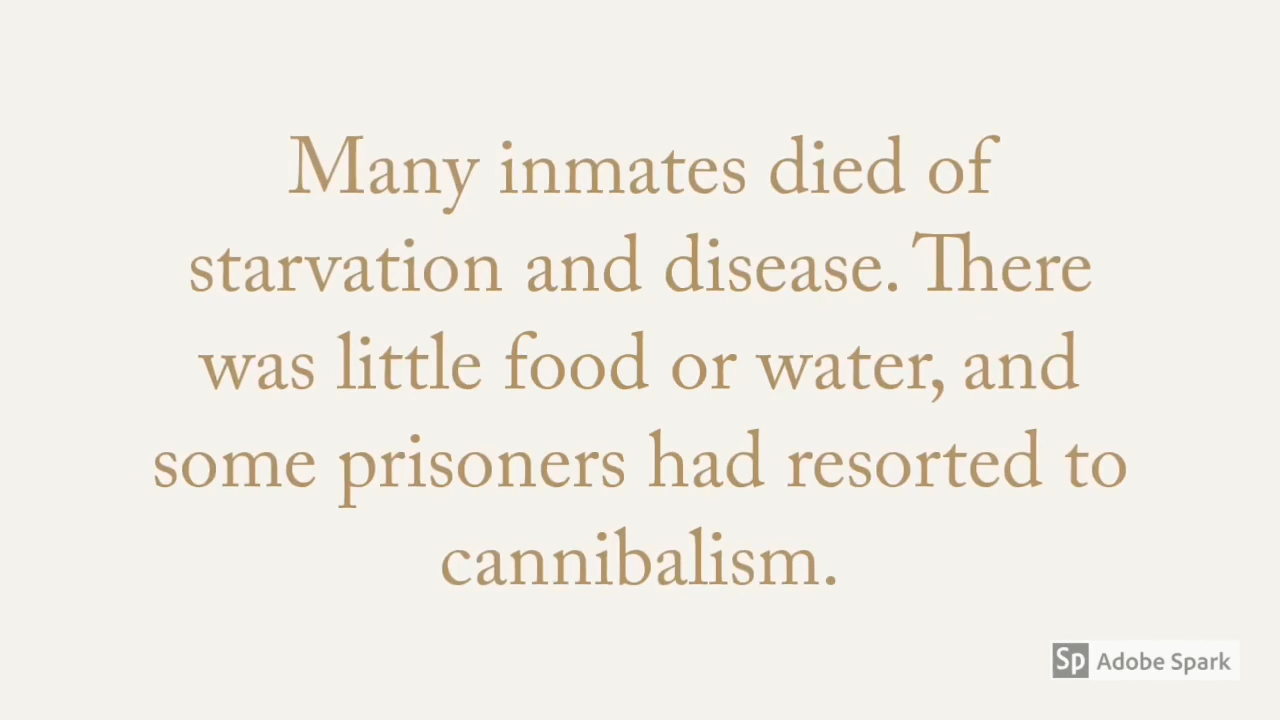 Many inmates died of
starvation and disease. There
was little food or water, and
some prisoners had resorted to
cannibalism.
Sp Adobe Spark